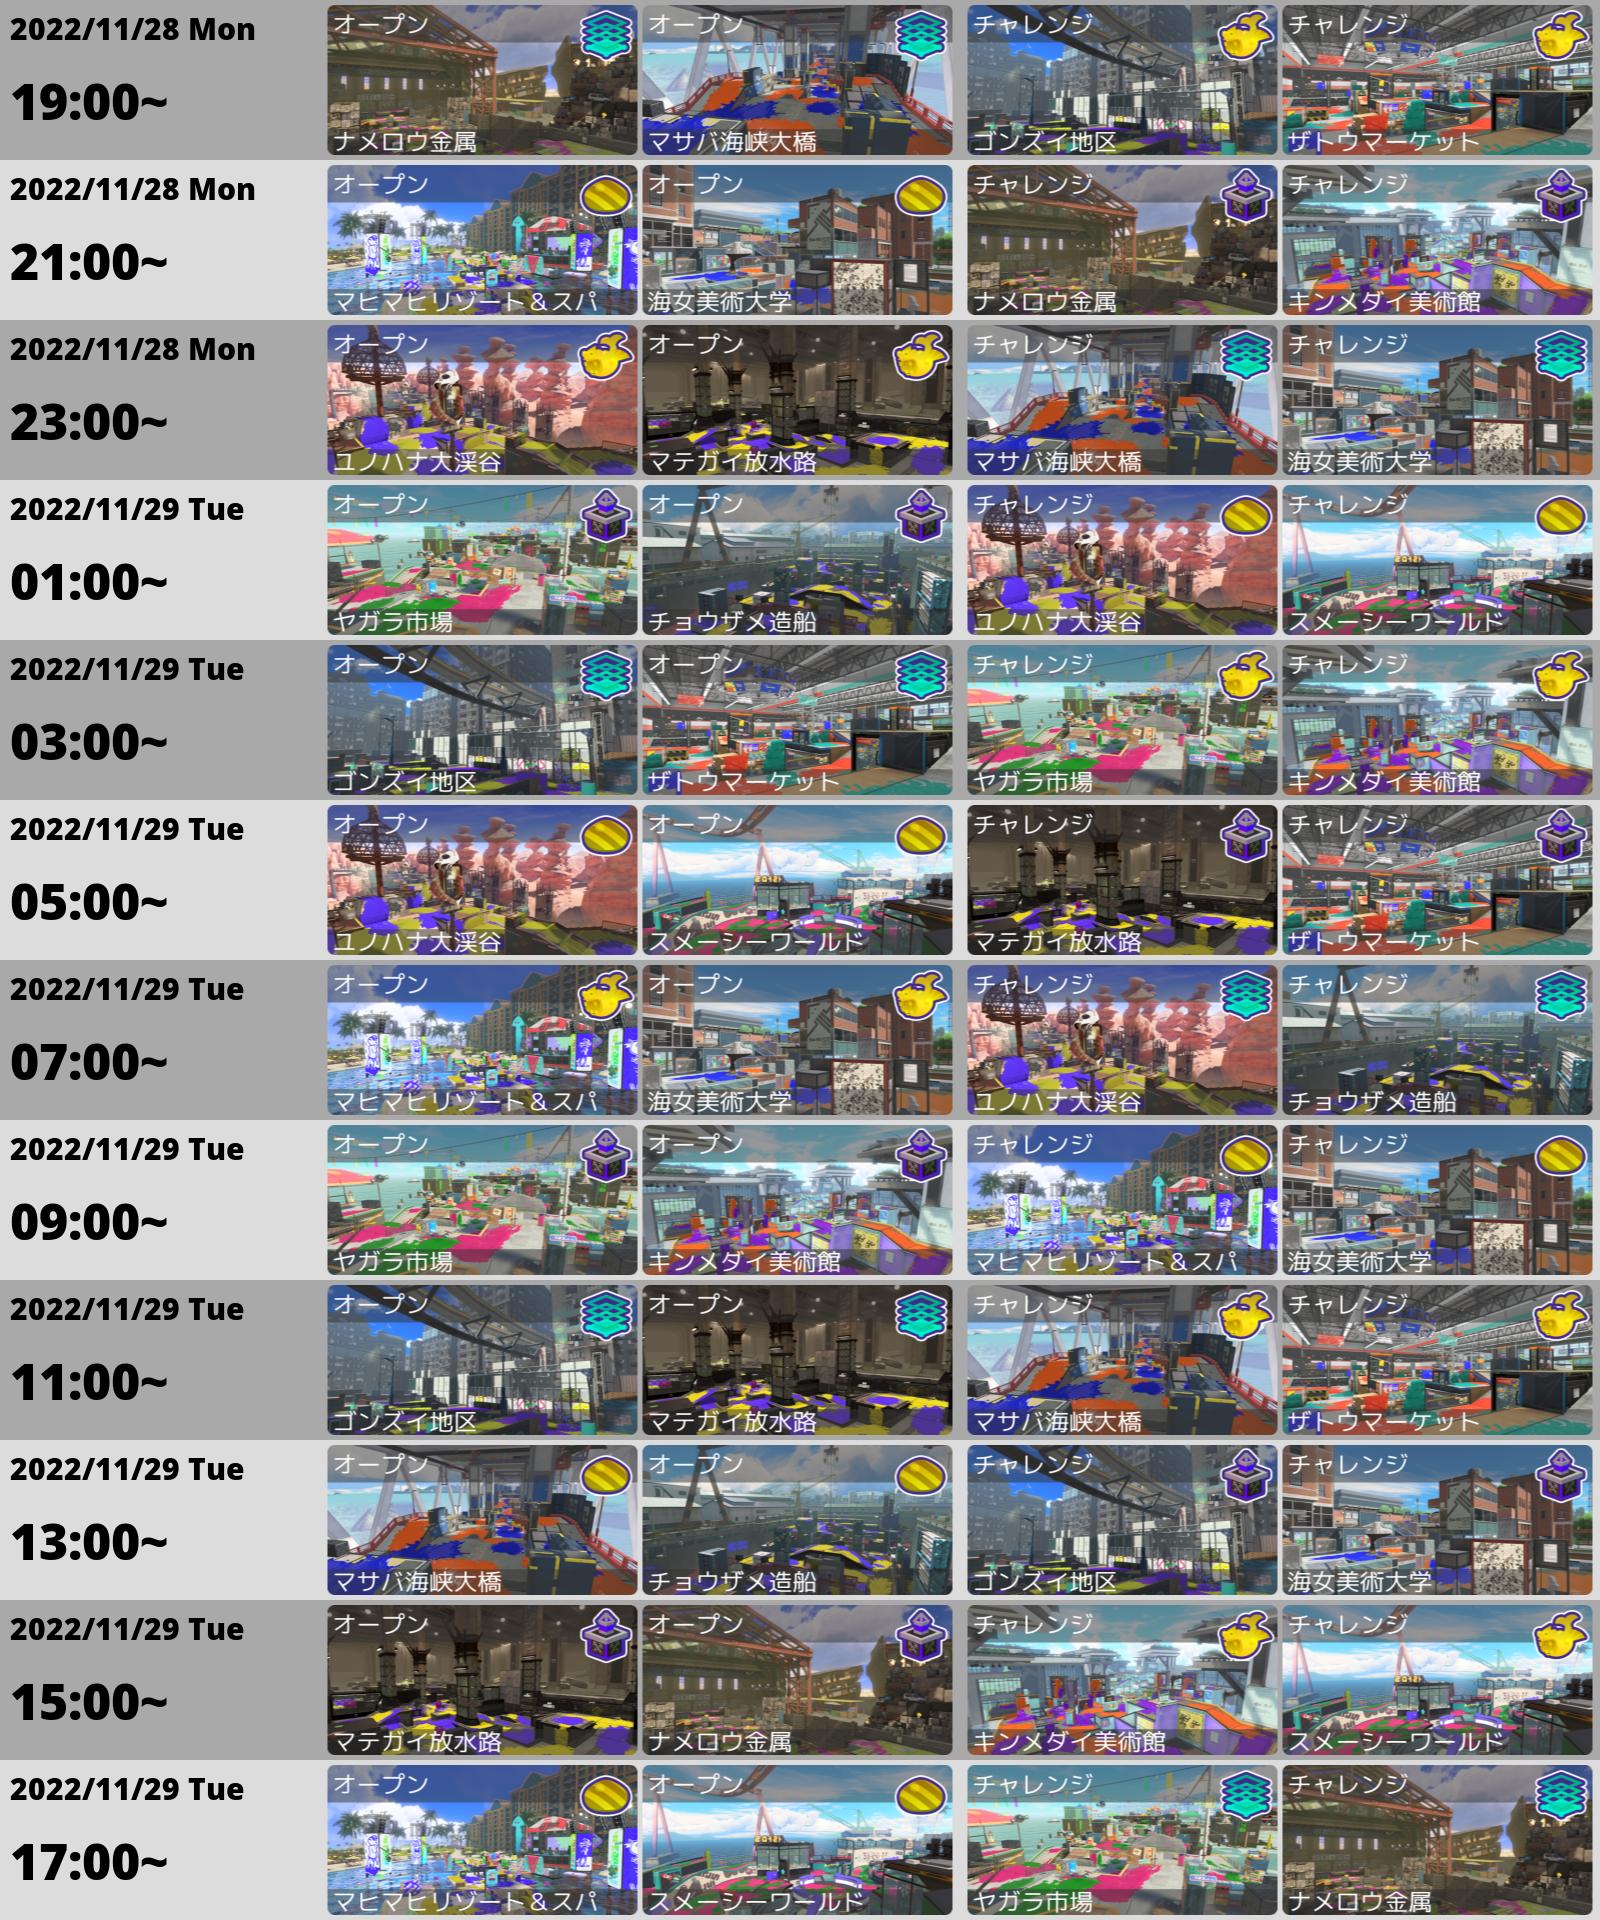 2022/11/28 Mon
19:00~
オープン オープン チャレンジ チャレンジ
ナメロウ金属 マサバ海峡大橋 ゴンズイ地区 ザトウマーケット
2022/11/28 Mon
21:00~
オープン オープン チャレンジ チャレンジ
マヒマヒリゾート＆スパ 海女美術大学 ナメロウ金属 キンメダイ美術館
2022/11/28 Mon
23:00~
オープン オープン チャレンジ チャレンジ
ユノハナ大渓谷 マテガイ放水路 マサバ海峡大橋 海女美術大学
2022/11/29 Tue
01:00~
オープン オープン チャレンジ チャレンジ
ヤガラ市場 チョウザメ造船 ユノハナ大渓谷 スメーシーワールド
2022/11/29 Tue
03:00~
オープン オープン チャレンジ チャレンジ
ゴンズイ地区 ザトウマーケット ヤガラ市場 キンメダイ美術館
2022/11/29 Tue
05:00~
オープン オープン チャレンジ チャレンジ
ユノハナ大渓谷 スメーシーワールド マテガイ放水路 ザトウマーケット
2022/11/29 Tue
07:00~
オープン オープン チャレンジ チャレンジ
マヒマヒリゾート＆スパ 海女美術大学 ユノハナ大渓谷 チョウザメ造船
2022/11/29 Tue
09:00~
オープン オープン チャレンジ チャレンジ
ヤガラ市場 キンメダイ美術館 マヒマヒリゾート＆スパ 海女美術大学
2022/11/29 Tue
11:00~
オープン オープン チャレンジ チャレンジ
ゴンズイ地区 マテガイ放水路 マサバ海峡大橋 ザトウマーケット
2022/11/29 Tue
13:00~
オープン オープン チャレンジ チャレンジ
マサバ海峡大橋 チョウザメ造船 ゴンズイ地区 海女美術大学
2022/11/29 Tue
15:00~
オープン オープン チャレンジ チャレンジ
マテガイ放水路 ナメロウ金属 キンメダイ美術館 スメーシーワールド
2022/11/29 Tue
17:00~
オープン オープン チャレンジ チャレンジ
マヒマヒリゾート＆スパ スメーシーワールド ヤガラ市場 ナメロウ金属